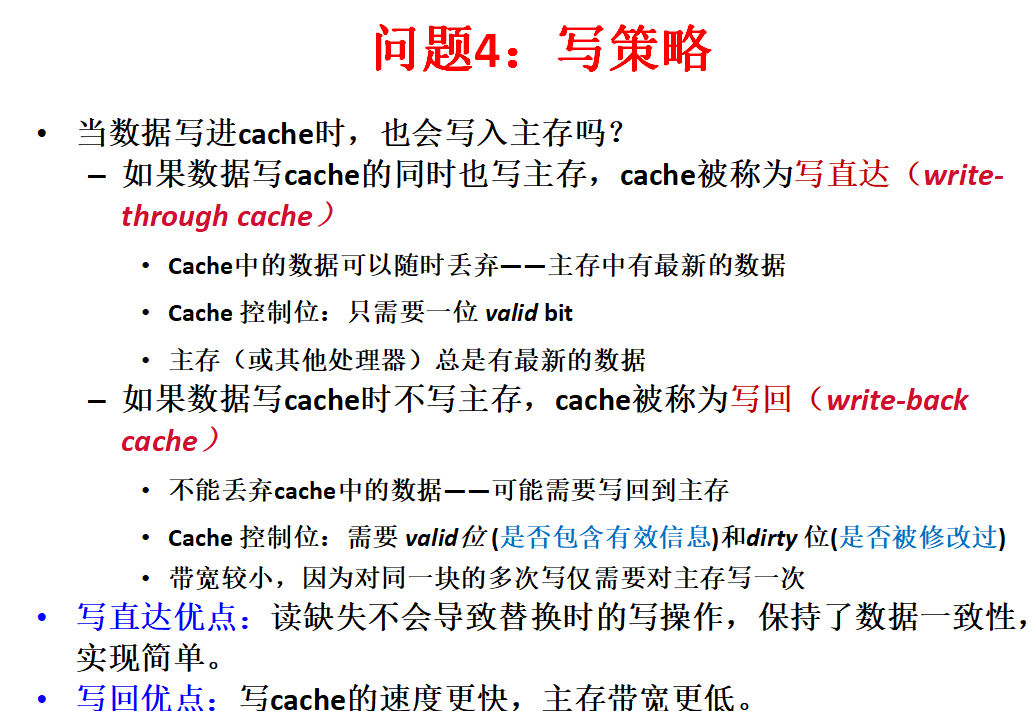 问题4：写策略
• 当数据写进cache时，也会写入主存吗？
– 如果数据写cache的同时也写主存，cache被称为写直达（write-
through cache）
• Cache中的数据可以随时丢弃——主存中有最新的数据
• Cache 控制位：只需要一位 valid bit
• 主存（或其他处理器）总是有最新的数据
– 如果数据写cache时不写主存，cache被称为写回（write-back
cache）
• 不能丢弃cache中的数据——可能需要写回到主存
• Cache 控制位：需要 valid位 (是否包含有效信息)和dirty 位(是否被修改过)
• 带宽较小，因为对同一块的多次写仅需要对主存写一次
• 写直达优点：读缺失不会导致替换时的写操作，保持了数据一致性，
实现简单。
• 写回优点：写cache的速度更快，主存带宽更低。